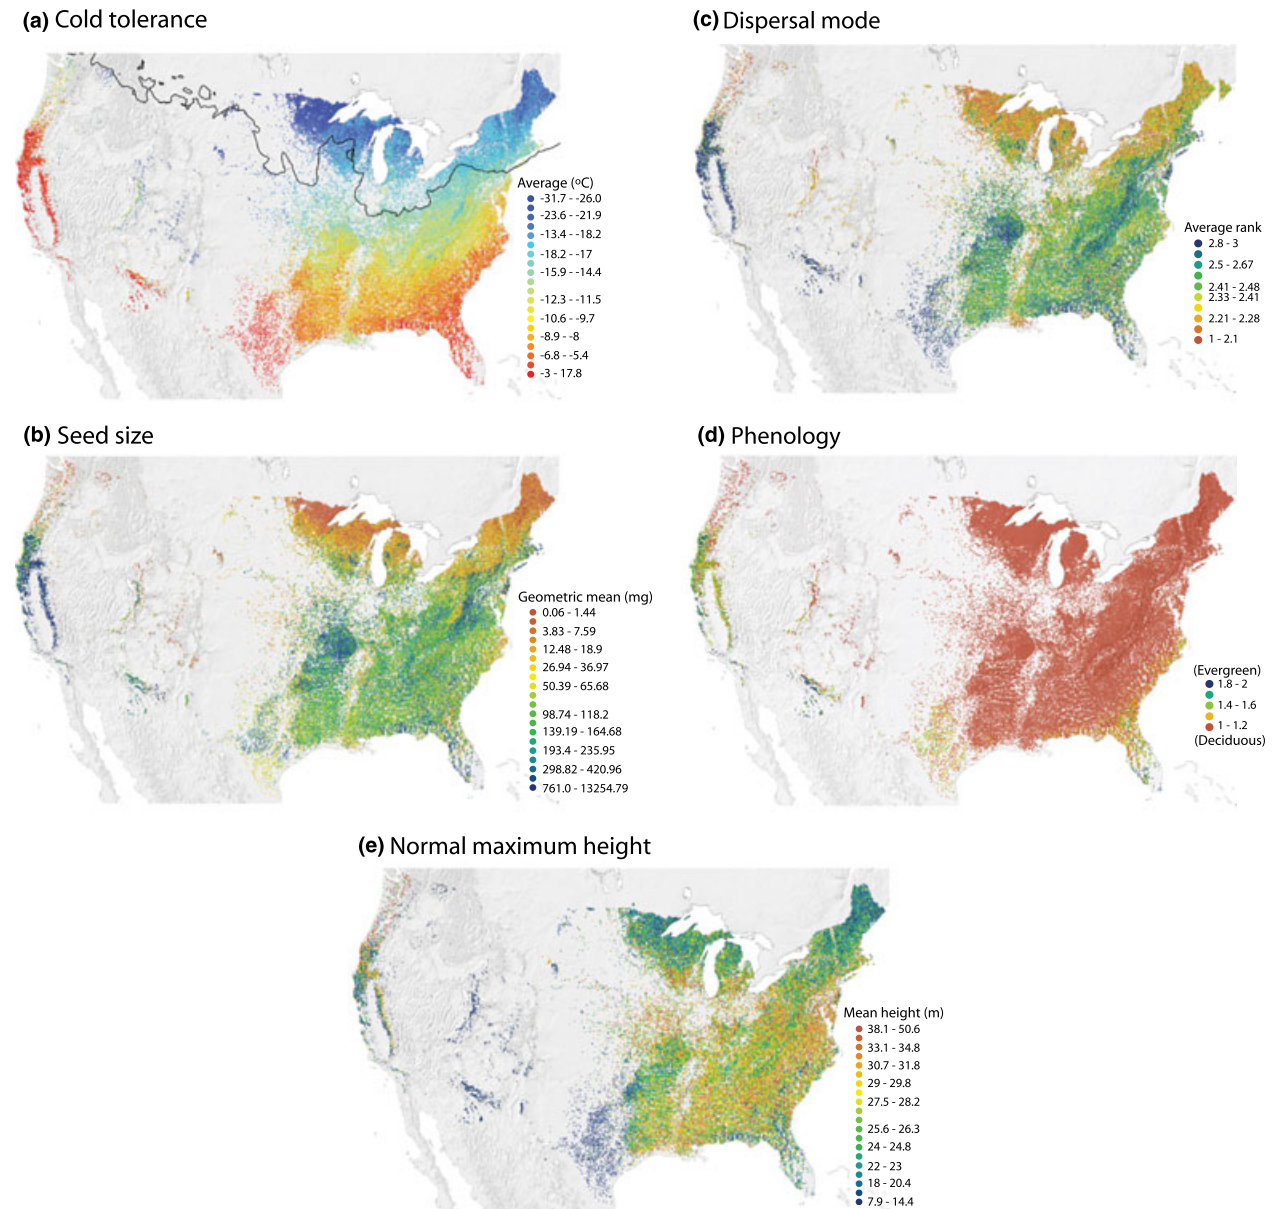 (a) Cold tolerance
Average (ºC)
-31.7 - -26.0
-23.6 - -21.9
-13.4 - -18.2
-18.2 - -17
-15.9 - -14.4
-12.3 - -11.5
-10.6 - -9.7
-8.9 - -8
-6.8 - -5.4
-3 - 17.8
(c) Dispersal mode
Average rank
2.8 - 3
2.5 - 2.67
2.41 - 2.48
2.33 - 2.41
2.21 - 2.28
1 - 2.1
(b) Seed size
Geometric mean (mg)
0.06 - 1.44
3.83 - 7.59
12.48 - 18.9
26.94 - 36.97
50.39 - 65.68
98.74 - 118.2
139.19 - 164.68
193.4 - 235.95
298.82 - 420.96
761.0 - 13254.79
(d) Phenology
(Evergreen)
1.8 - 2
1.4 - 1.6
1 - 1.2
(Deciduous)
(e) Normal maximum height
Mean height (m)
38.1 - 50.6
33.1 - 34.8
30.7 - 31.8
29 - 29.8
27.5 - 28.2
25.6 - 26.3
24 - 24.8
22 - 23
18 - 20.4
7.9 - 14.4